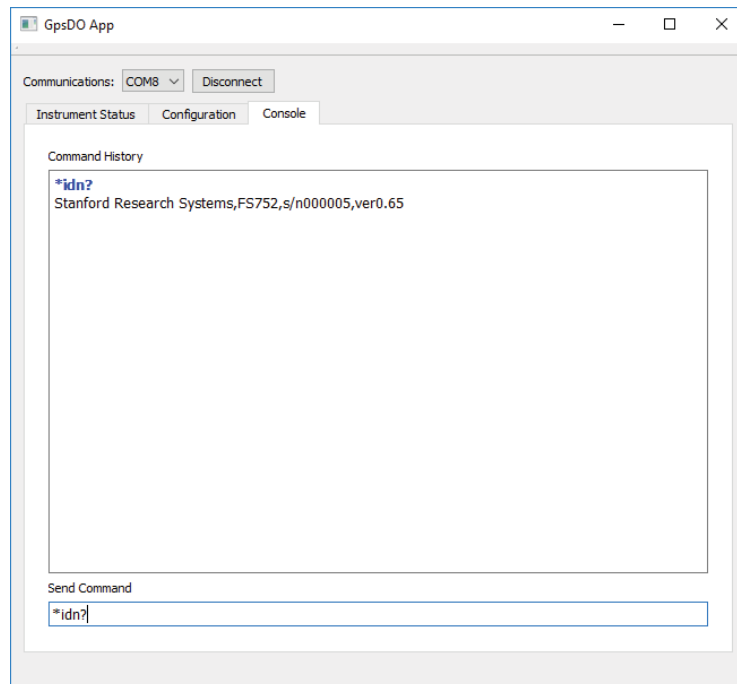 GpsDO App
Communications: COM8 Disconnect
Instrument Status Configuration Console
Command History
*idn?
Stanford Research Systems,FS752,s/n000005,ver0.65
Send Command
*idn?